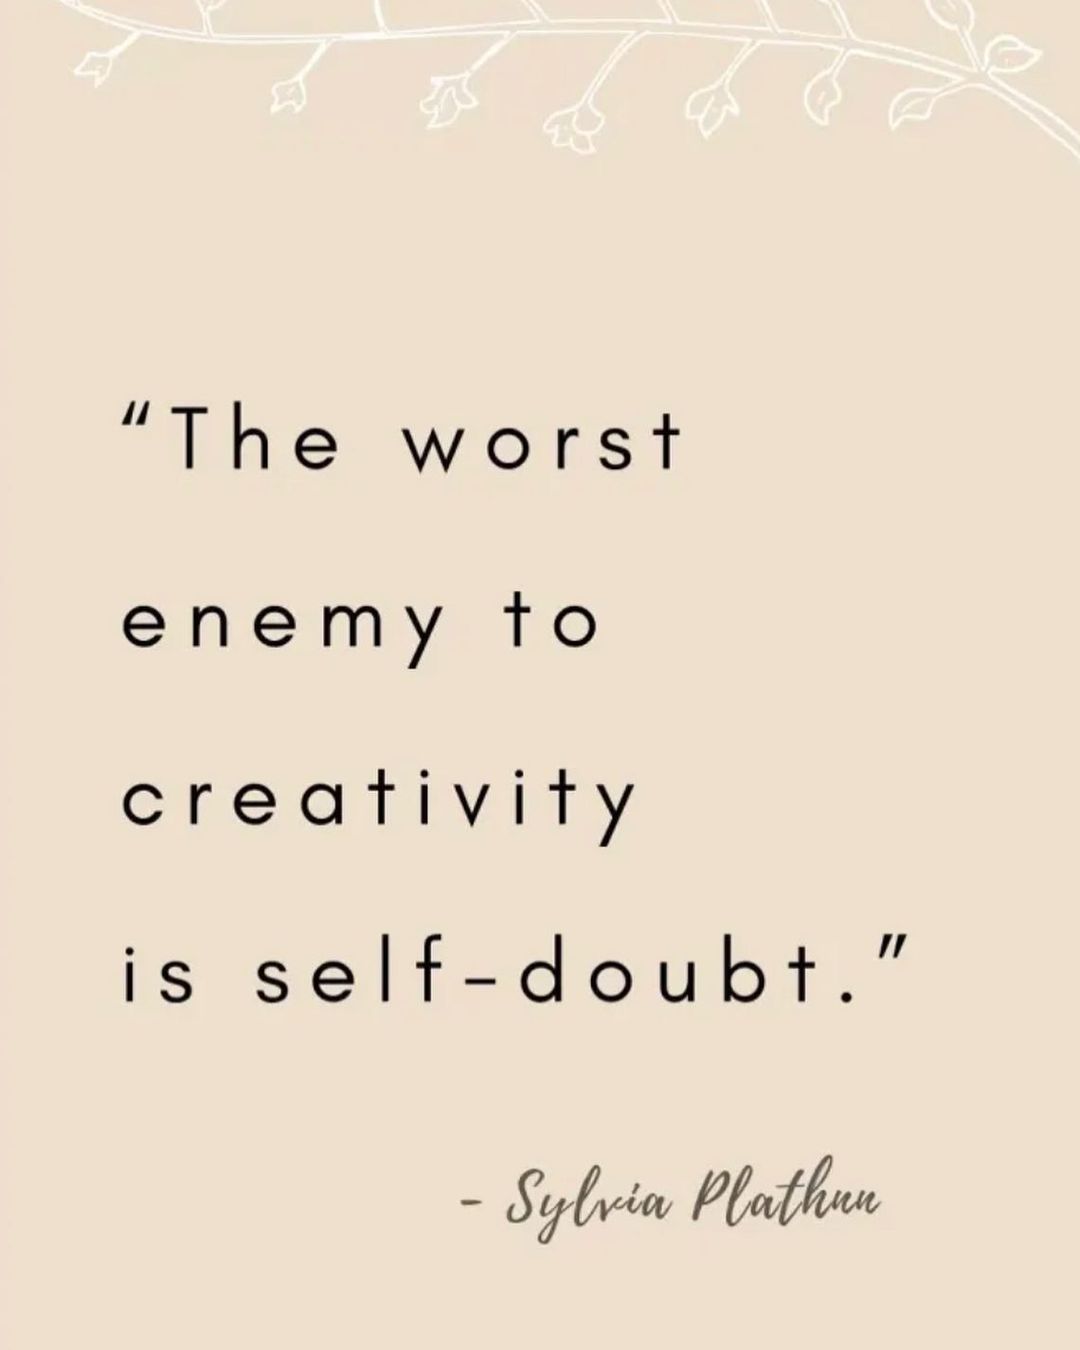 “The worst
enemy to
creativity
is self-doubt.”
- Sylvia Plathnn